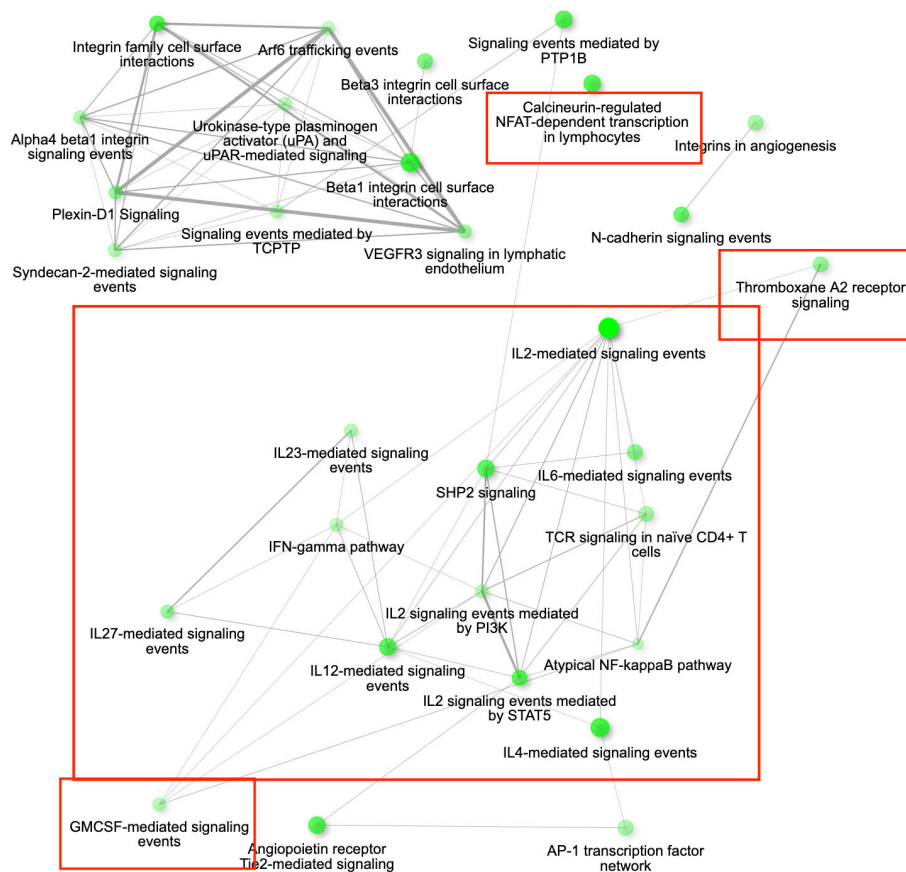 Integrin family cell surface
interactions
Arf6 trafficking events
Signaling events mediated by
PTP1B
Beta3 integrin cell surface
interactions
Calcineurin-regulated
NFAT-dependent transcription
in lymphocytes
Alpha4 beta1 integrin
signaling events
Urokinase-type plasminogen
activator (uPA) and
uPAR-mediated signaling
Integrins in angiogenesis
Plexin-D1 Signaling
Beta1 integrin cell surface
interactions
Signaling events mediated by
TCPTP
N-cadherin signaling events
VEGFR3 signaling in lymphatic
endothelium
Syndecan-2-mediated signaling
events
Thromboxane A2 receptor
signaling
IL2-mediated signaling events
IL23-mediated signaling
events
IL6-mediated signaling events
SHP2 signaling
IFN-gamma pathway
TCR signaling in naïve CD4+ T
cells
IL27-mediated signaling
events
IL2 signaling events mediated
by PI3K
IL12-mediated signaling
events
Atypical NF-kappaB pathway
IL2 signaling events mediated
by STAT5
IL4-mediated signaling events
GMCSF-mediated signaling
events
Angiopoietin receptor
Tie2-mediated signaling
AP-1 transcription factor
network